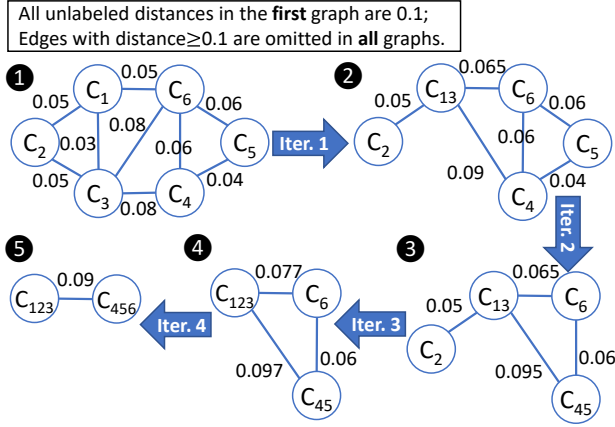 All unlabeled distances in the first graph are 0.1;
Edges with distance≥0.1 are omitted in all graphs.
1
0.05
C1
C6
0.05
0.06
C2
0.03
0.08
0.06
C5
0.05
0.04
C3
0.08
C4
Iter. 1
2
0.065
C13
C6
0.05
0.06
C2
0.06
C5
0.09
0.04
C4
Iter. 2
3
0.065
C13
C6
0.05
C2
0.095
0.06
C45
Iter. 3
4
0.077
C123
C6
0.06
0.097
C45
Iter. 4
5
0.09
C123
C456